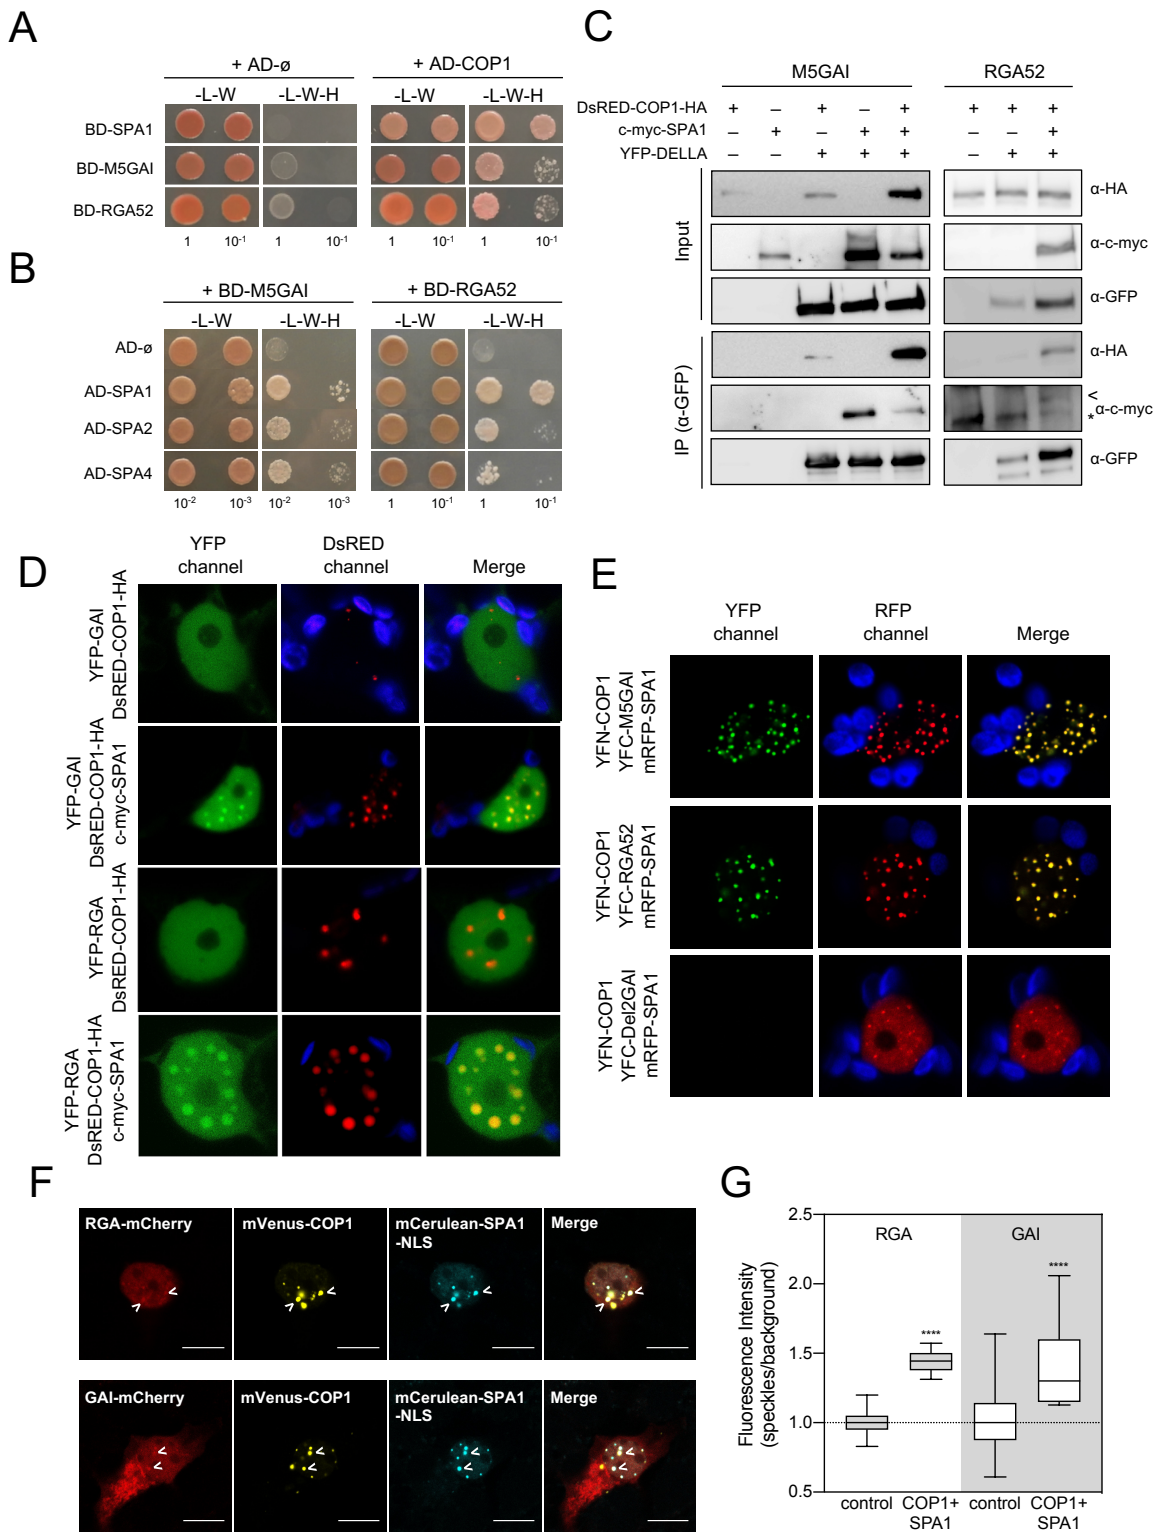 A
+ AD-ø
+ AD-COP1
-L-W
-L-W-H
-L-W
-L-W-H
BD-SPA1
BD-M5GAI
BD-RGA52
1
10-1
1
10-1
1
10-1
1
10-1
B
+ BD-M5GAI
+ BD-RGA52
-L-W
-L-W-H
-L-W
-L-W-H
AD-ø
AD-SPA1
AD-SPA2
AD-SPA4
10-2
10-3
10-2
10-3
1
10-1
1
10-1
C
M5GAI
RGA52
DsRED-COP1-HA + – + – + + + +
c-myc-SPA1 – + – + + – – +
YFP-DELLA – – + + + – + +
Input
α-HA
α-c-myc
α-GFP
IP (α-GFP)
α-HA
<
α-c-myc
*
α-GFP
D
YFP channel
DsRED channel
Merge
YFP-GAI
DsRED-COP1-HA
YFP-GAI
DsRED-COP1-HA
c-myc-SPA1
YFP-RGA
DsRED-COP1-HA
YFP-RGA
DsRED-COP1-HA
c-myc-SPA1
E
YFP channel
RFP channel
Merge
YFN-COP1
YFC-M5GAI
mRFP-SPA1
YFN-COP1
YFC-RGA52
mRFP-SPA1
YFN-COP1
YFC-Del2GAI
mRFP-SPA1
F
RGA-mCherry
mVenus-COP1
mCerulean-SPA1
-NLS
Merge
GAI-mCherry
mVenus-COP1
mCerulean-SPA1
-NLS
Merge
G
Fluorescence Intensity
(speckles/background)
2.5
2.0
1.5
1.0
0.5
RGA
GAI
****
****
control
COP1+
SPA1
control
COP1+
SPA1